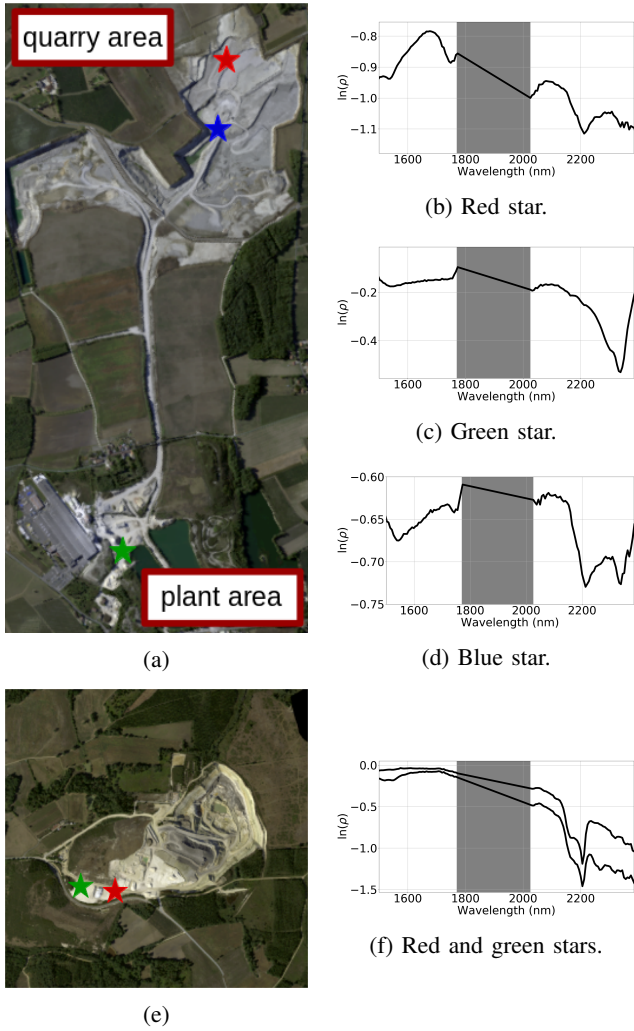 quarry area
plant area
(a)
−0.8
−0.9
−1.0
−1.1
ln(ρ)
1600 1800 2000 2200
Wavelength (nm)
(b) Red star.
−0.2
−0.4
ln(ρ)
1600 1800 2000 2200
Wavelength (nm)
(c) Green star.
−0.60
−0.65
−0.70
−0.75
ln(ρ)
1600 1800 2000 2200
Wavelength (nm)
(d) Blue star.
(e)
0.0
−0.5
−1.0
−1.5
ln(ρ)
1600 1800 2000 2200
Wavelength (nm)
(f) Red and green stars.